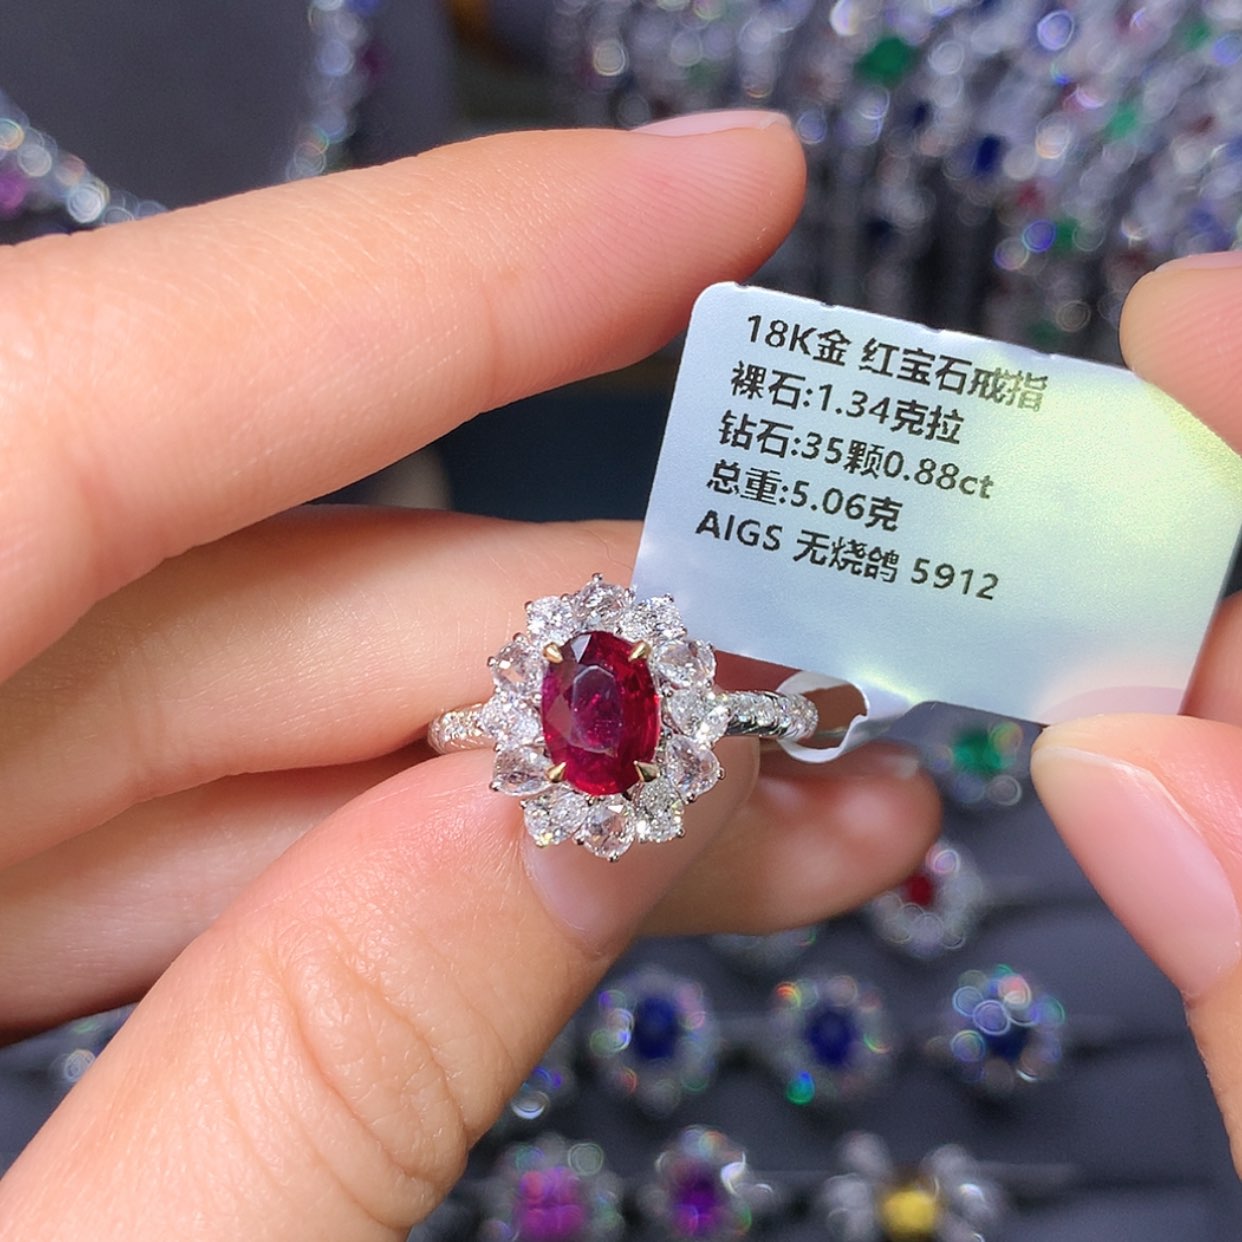 18K金 红宝石戒指
裸石:1.34克拉
钻石:35颗0.88ct
总重:5.06克
AIGS 无烧鸽 5912